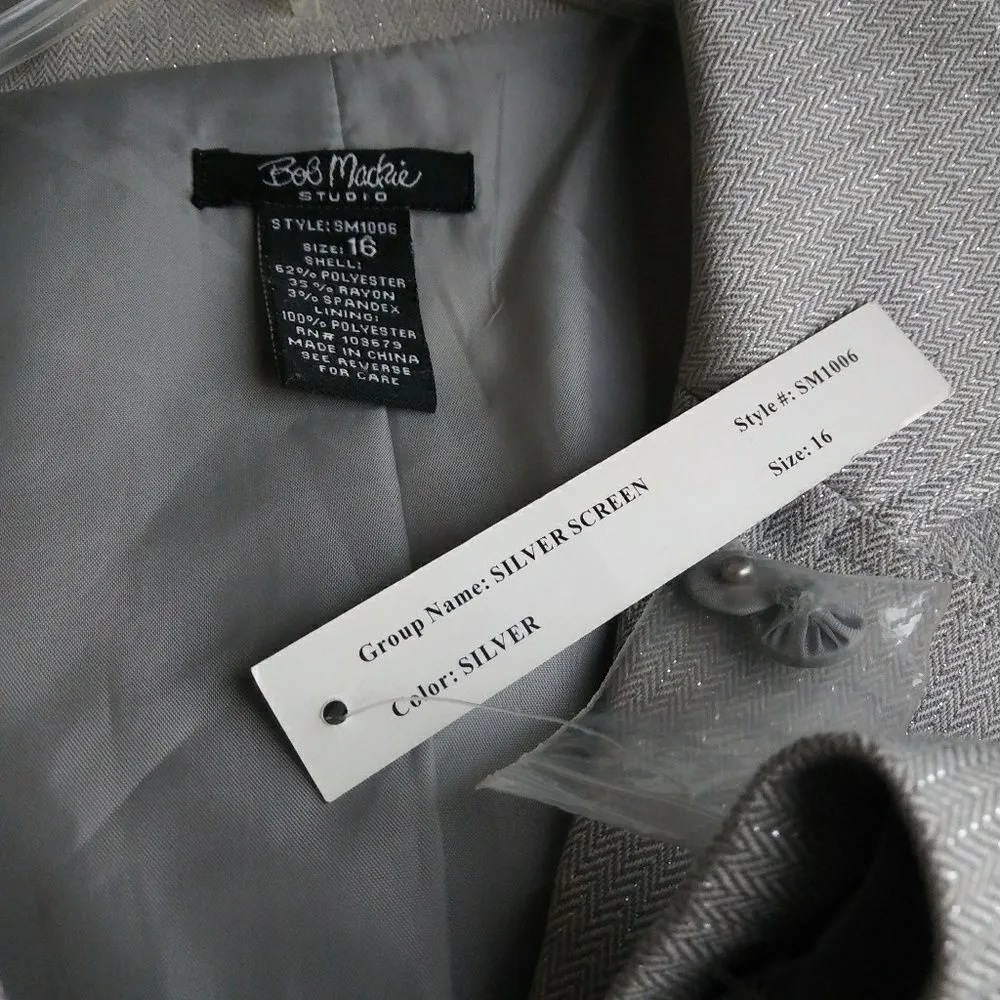 Bob Mackie
STUDIO
STYLE: SM1006
SIZE: 16
SHELL:
62% POLYESTER
35% RAYON
3% SPANDEX
LINING:
100% POLYESTER
RN# 109679
MADE IN CHINA
SEE REVERSE
FOR CARE
Group Name: SILVER SCREEN
Style #: SM1006
Color: SILVER
Size: 16